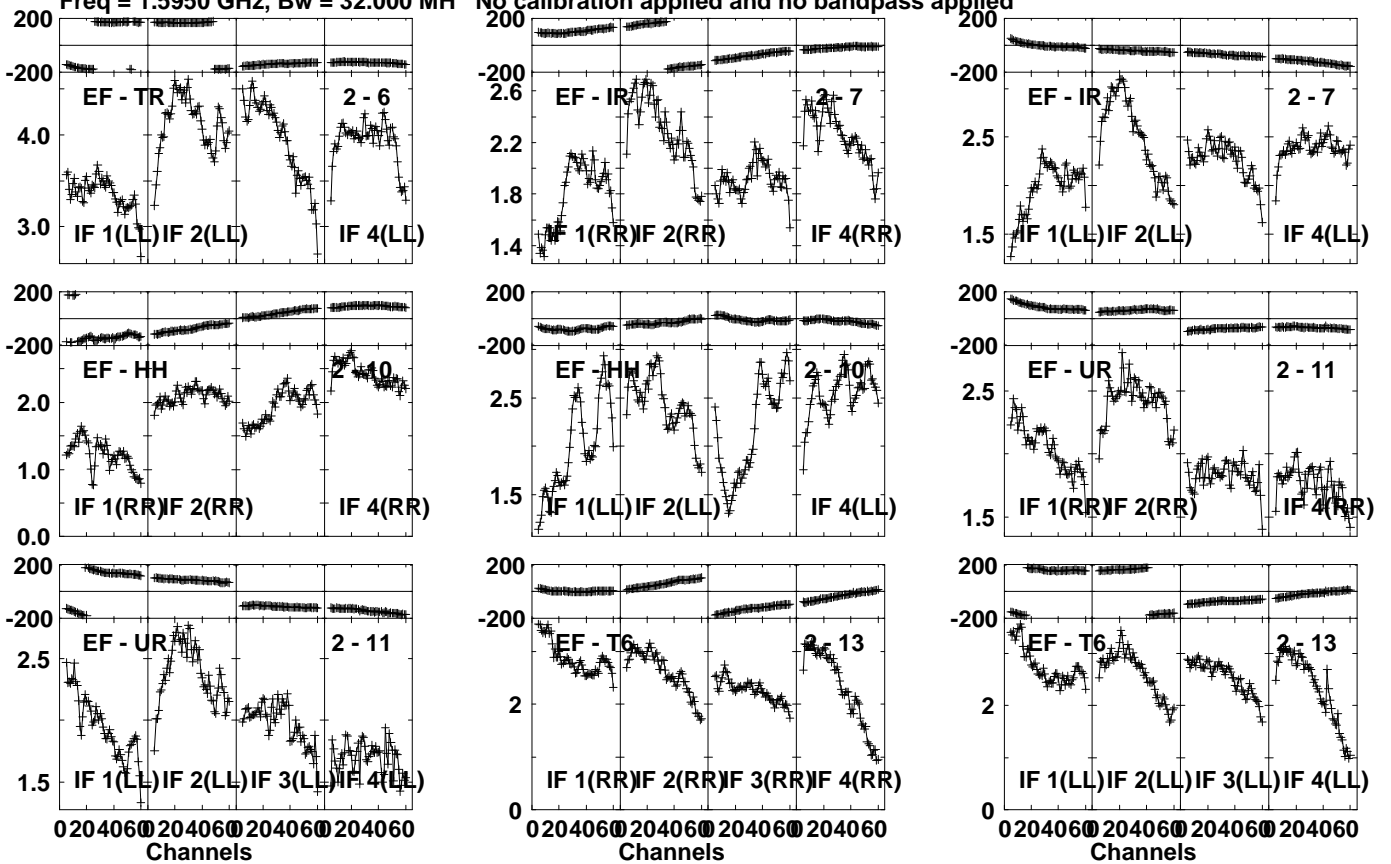 Freq = 1.5950 GHz, Bw = 32.000 MH No calibration applied and no bandpass applied
200
-200
EF - TR 2 - 6
4.0
3.0
IF 1(LL) IF 2(LL) IF 4(LL)
200
-200
EF - IR 2 - 7
2.6
2.2
1.8
1.4
IF 1(RR) IF 2(RR) IF 4(RR)
200
-200
EF - IR 2 - 7
2.5
1.5
IF 1(LL) IF 2(LL) IF 4(LL)
200
-200
EF - HH 2 - 10
2.0
1.0
0.0
IF 1(RR) IF 2(RR) IF 4(RR)
200
-200
EF - HH 2 - 10
2.5
1.5
IF 1(LL) IF 2(LL) IF 4(LL)
200
-200
EF - UR 2 - 11
2.5
1.5
IF 1(RR) IF 2(RR) IF 4(RR)
200
-200
EF - UR 2 - 11
2.5
1.5
IF 1(LL) IF 2(LL) IF 3(LL) IF 4(LL)
0 20 40 60 0 20 40 60 0 20 40 60 0 20 40 60
Channels
200
-200
EF - T6 2 - 13
2
0
IF 1(RR) IF 2(RR) IF 3(RR) IF 4(RR)
0 20 40 60 0 20 40 60 0 20 40 60 0 20 40 60
Channels
200
-200
EF - T6 2 - 13
2
0
IF 1(LL) IF 2(LL) IF 3(LL) IF 4(LL)
0 20 40 60 0 20 40 60 0 20 40 60 0 20 40 60
Channels